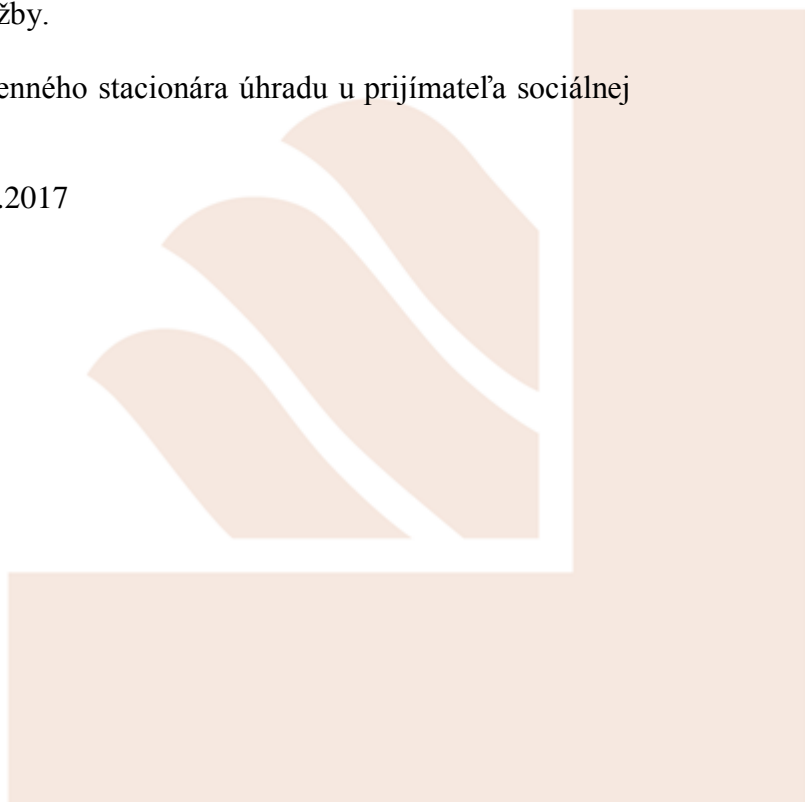 žby.
enného stacionára úhradu u prijímateľa sociálnej
.2017